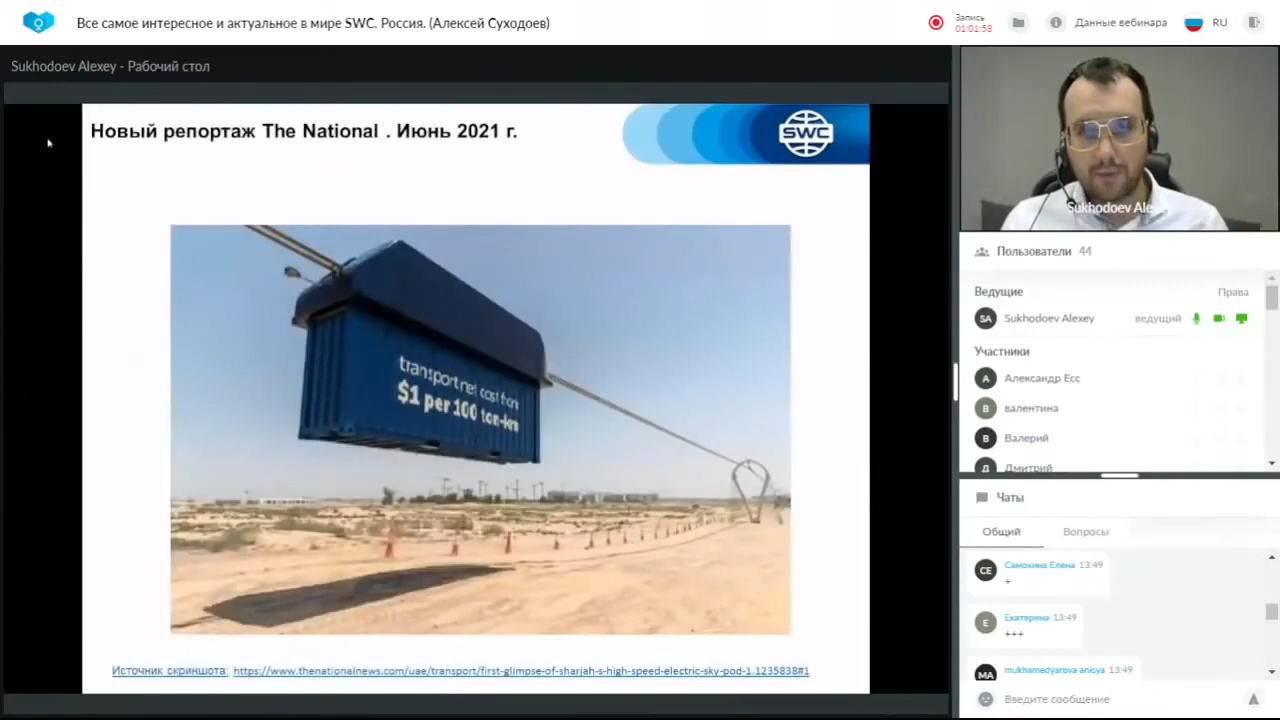 Все самое интересное и актуальное в мире SWC. Россия. (Алексей Суходоев)
Запись
01:01:58
Данные вебинара
RU
Sukhodoev Alexey - Рабочий стол
Новый репортаж The National . Июнь 2021 г.
SWC
transport net cost from
$1 per 100 ton-km
Источник скриншота: https://www.thenationalnews.com/uae/transport/first-glimpse-of-sharjah-s-high-speed-electric-sky-pod-1.1235838#1
Sukhodoev Ale
Пользователи 44
Ведущие Права
SA Sukhodoev Alexey ведущий
Участники
А Александр Есс
В валентина
В Валерий
Д Дмитрий
Чаты
Общий Вопросы
СЕ Самохина Елена 13:49
+
Е Екатерина 13:49
+++
MA mukhamedyarova anisya 13:49
Введите сообщение